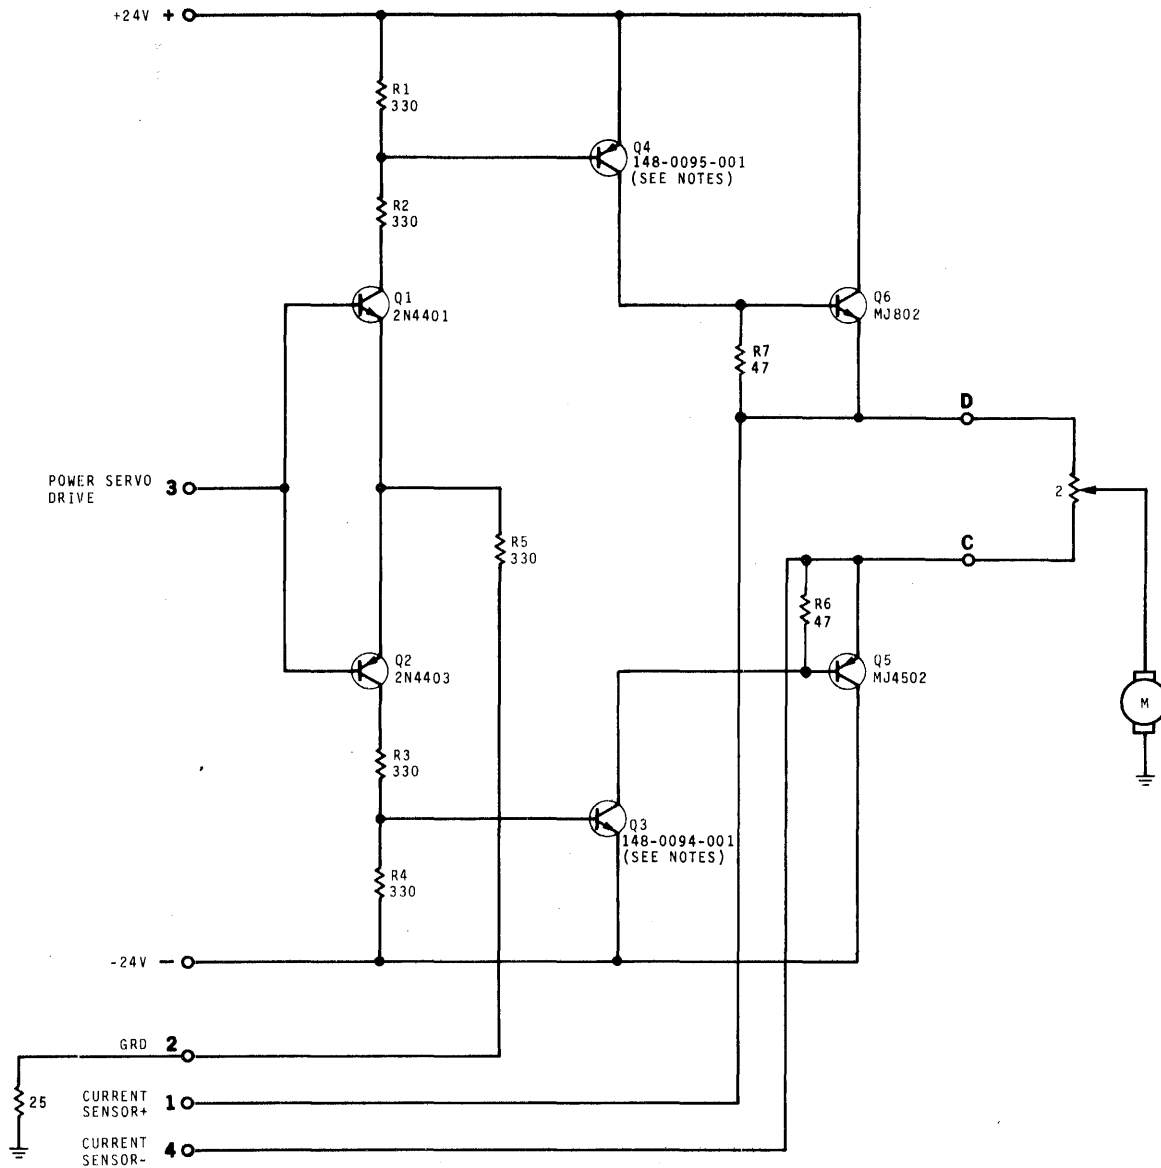 +24V + 
R1
330
Q4
148-0095-001
(SEE NOTES)
R2
330
Q1
2N4401
Q6
MJ802
R7
47
D
POWER SERVO
DRIVE
3
2
R5
330
C
R6
47
Q2
2N4403
Q5
MJ4502
M
R3
330
Q3
148-0094-001
(SEE NOTES)
R4
330
-24V -
GRD 2
25
CURRENT
SENSOR+
1
CURRENT
SENSOR-
4